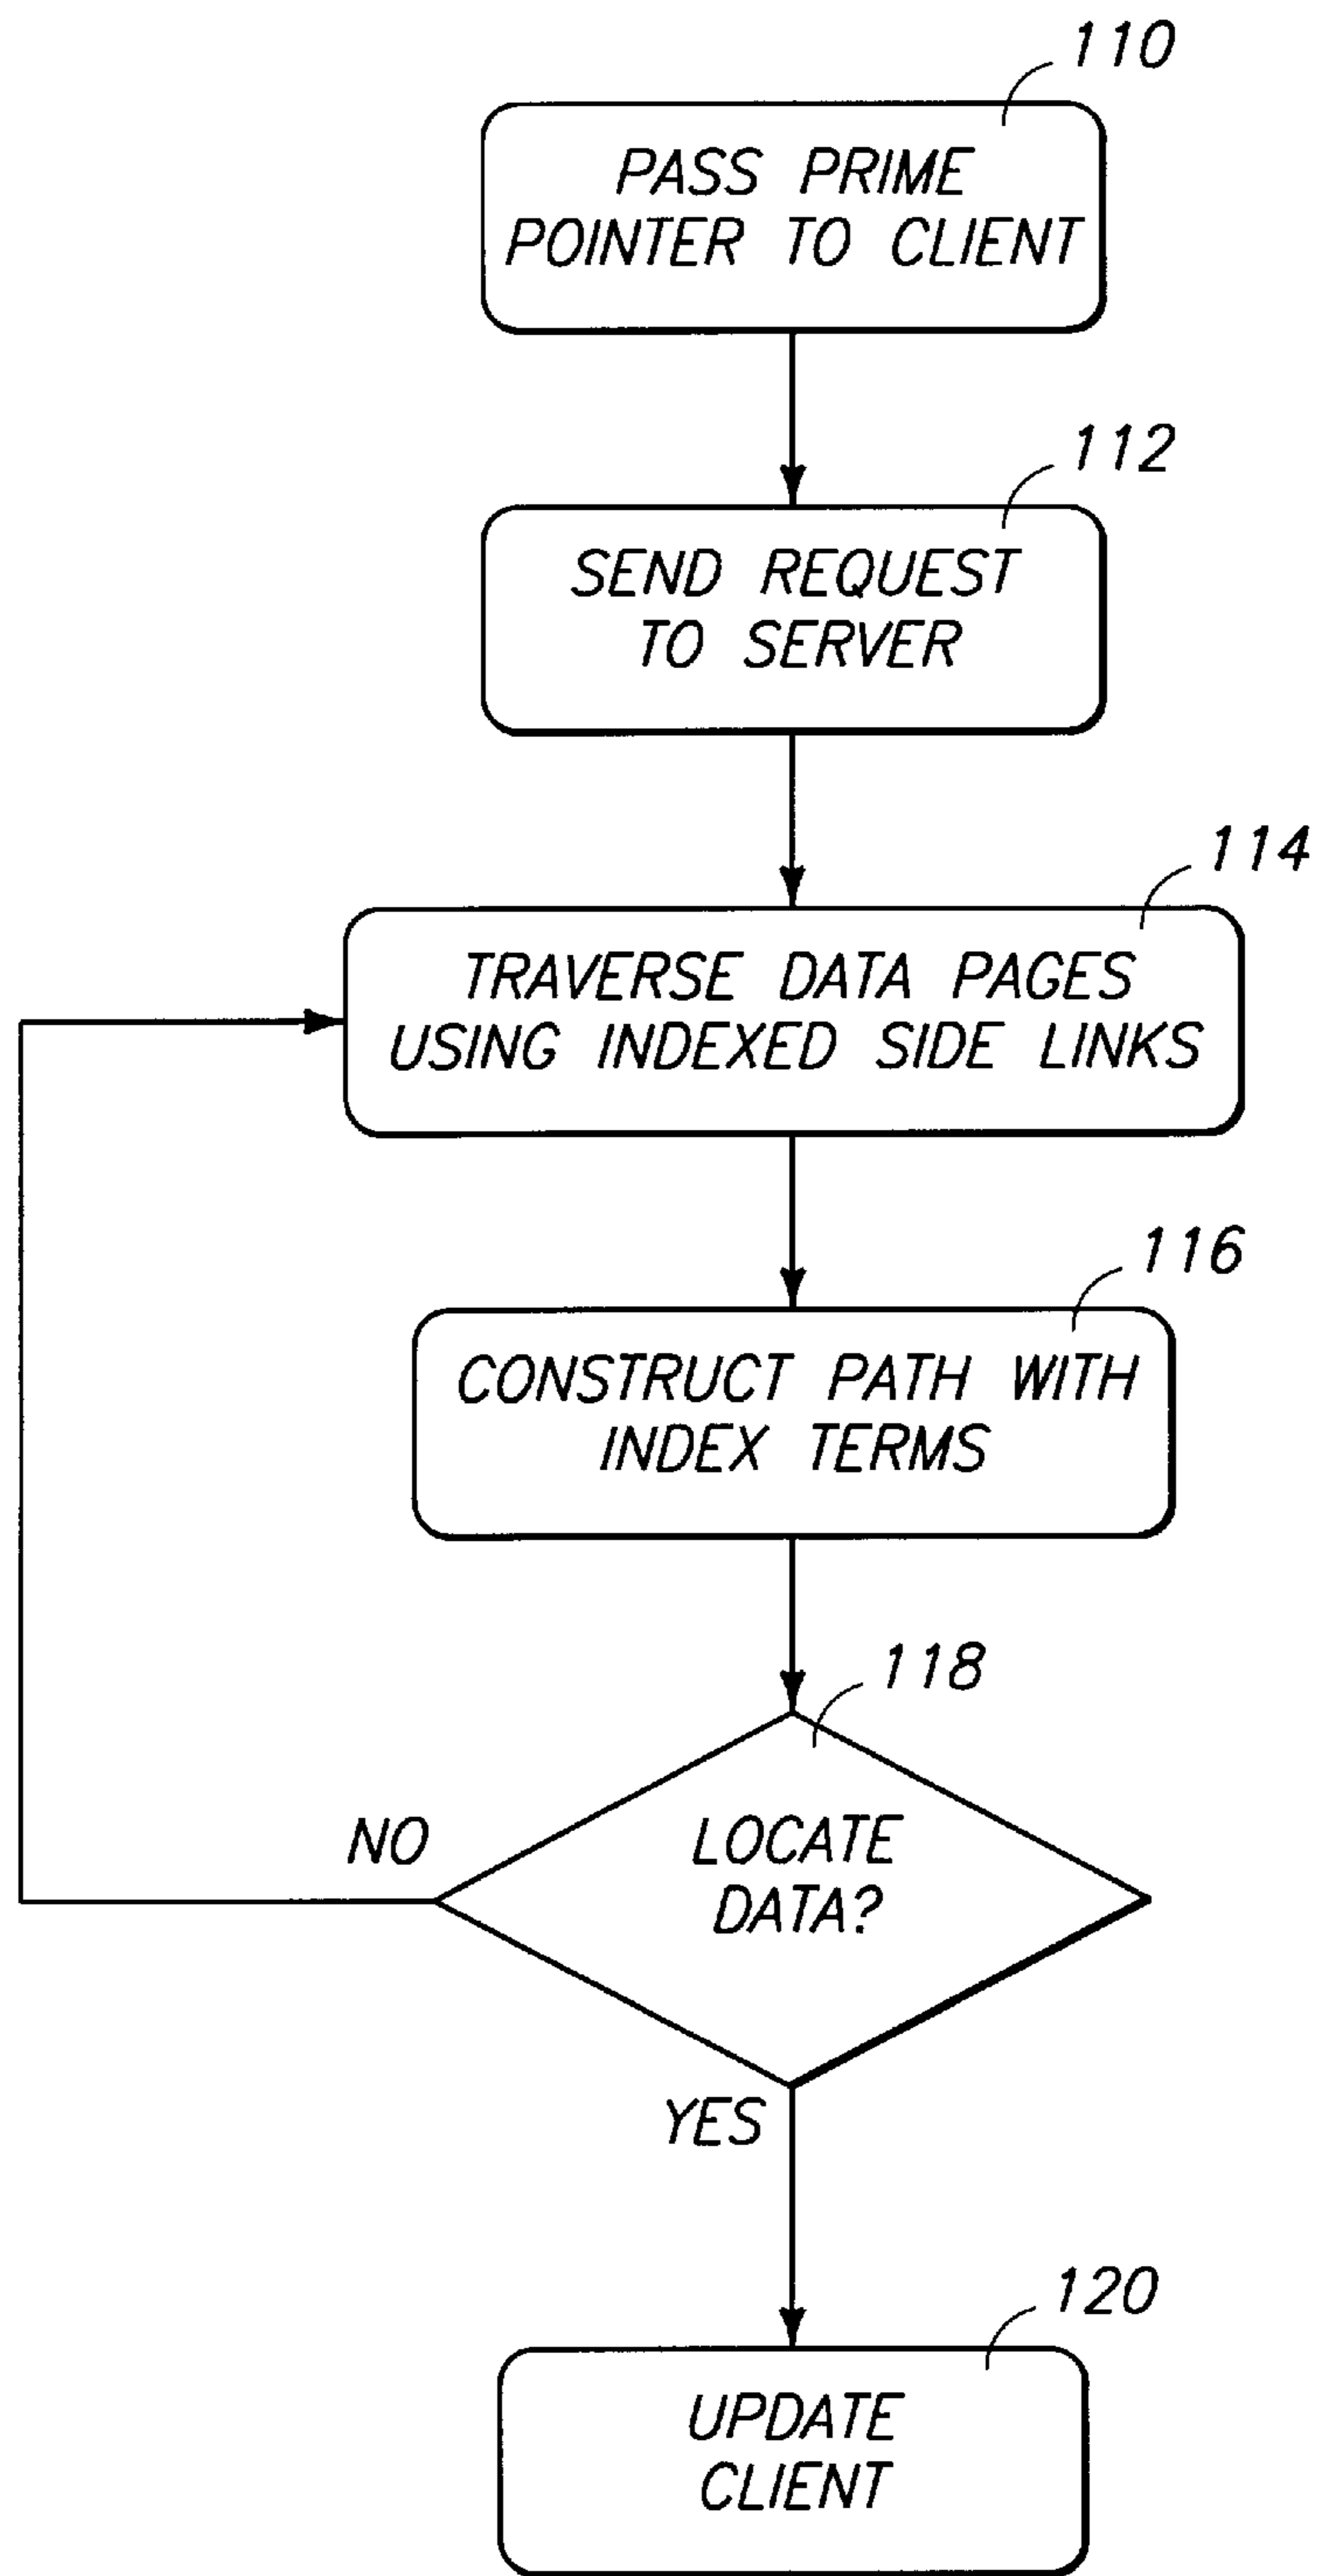 110
PASS PRIME
POINTER TO CLIENT
112
SEND REQUEST
TO SERVER
114
TRAVERSE DATA PAGES
USING INDEXED SIDE LINKS
116
CONSTRUCT PATH WITH
INDEX TERMS
118
NO
LOCATE
DATA?
YES
120
UPDATE
CLIENT